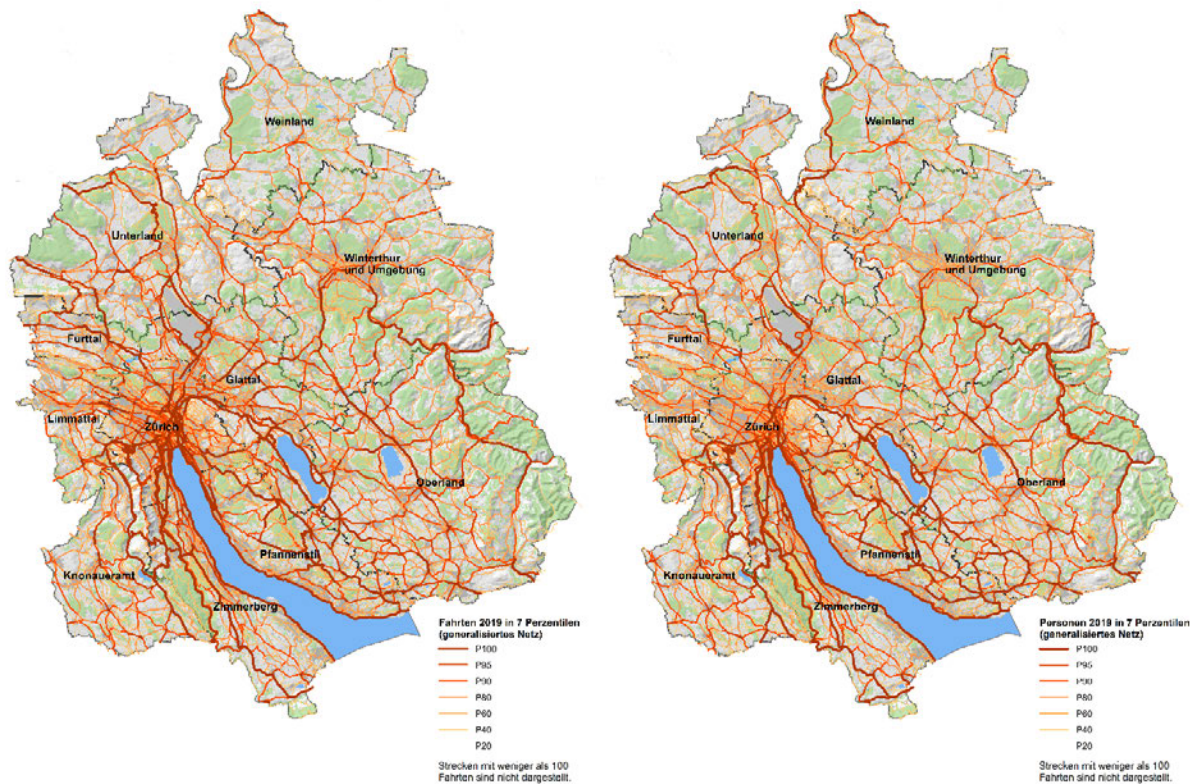 Weinland
Unterland
Winterthur
und Umgebung
Furttal
Glattal
Limmattal
Zürich
Oberland
Pfannenstil
Knonaueramt
Zimmerberg
Fahrten 2019 in 7 Perzentilen
(generalisiertes Netz)
P100
P95
P90
P80
P60
P40
P20
Strecken mit weniger als 100
Fahrten sind nicht dargestellt.
Weinland
Unterland
Winterthur
und Umgebung
Furttal
Glattal
Limmattal
Zürich
Oberland
Pfannenstil
Knonaueramt
Zimmerberg
Personen 2019 in 7 Perzentilen
(generalisiertes Netz)
P100
P95
P90
P80
P60
P40
P20
Strecken mit weniger als 100
Fahrten sind nicht dargestellt.